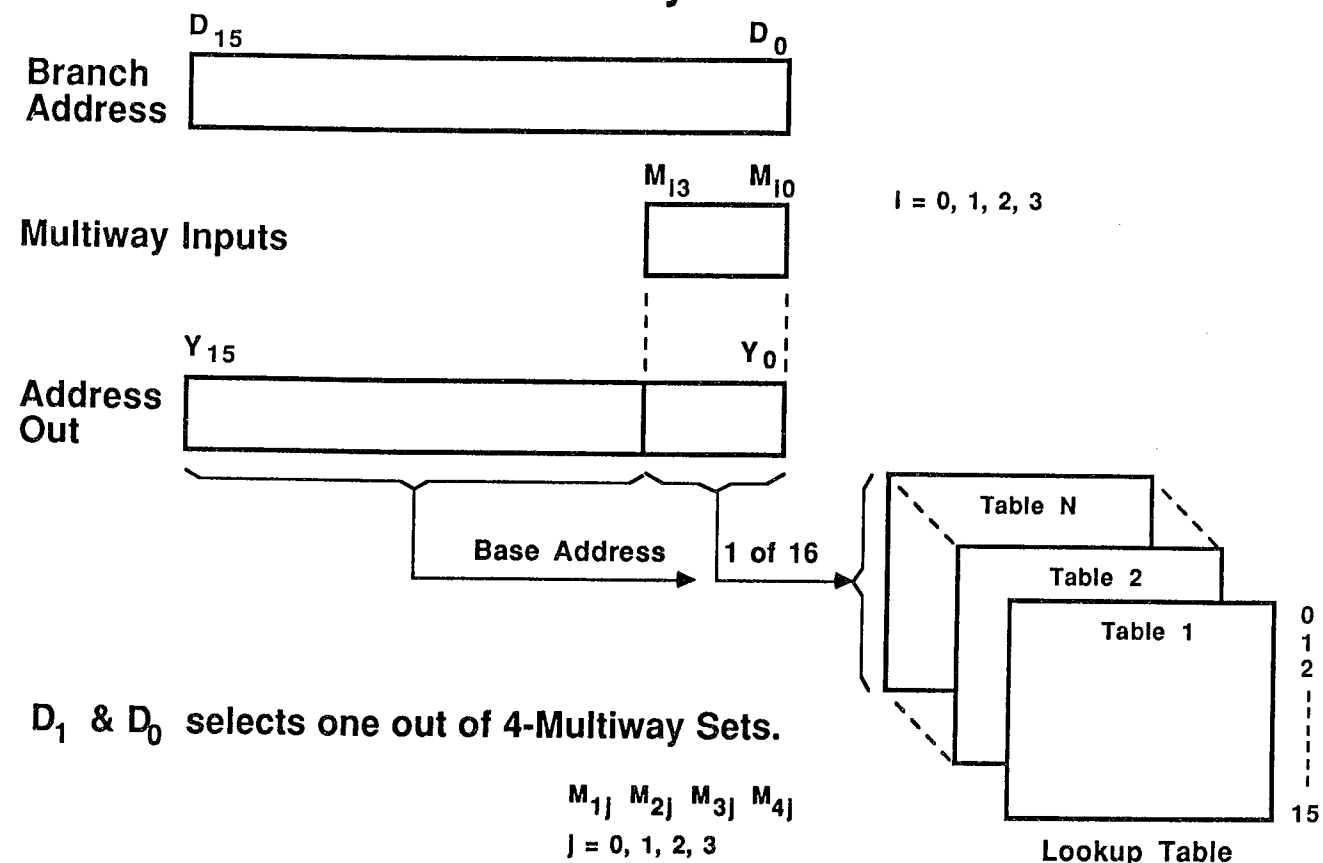 D15 D0
Branch
Address
Mi3 Mi0
i = 0, 1, 2, 3
Multiway Inputs
Y15 Y0
Address
Out
Base Address
1 of 16
Table N
Table 2
Table 1
0
1
2
15
Lookup Table
D1 & D0 selects one out of 4-Multiway Sets.
M1j M2j M3j M4j
j = 0, 1, 2, 3